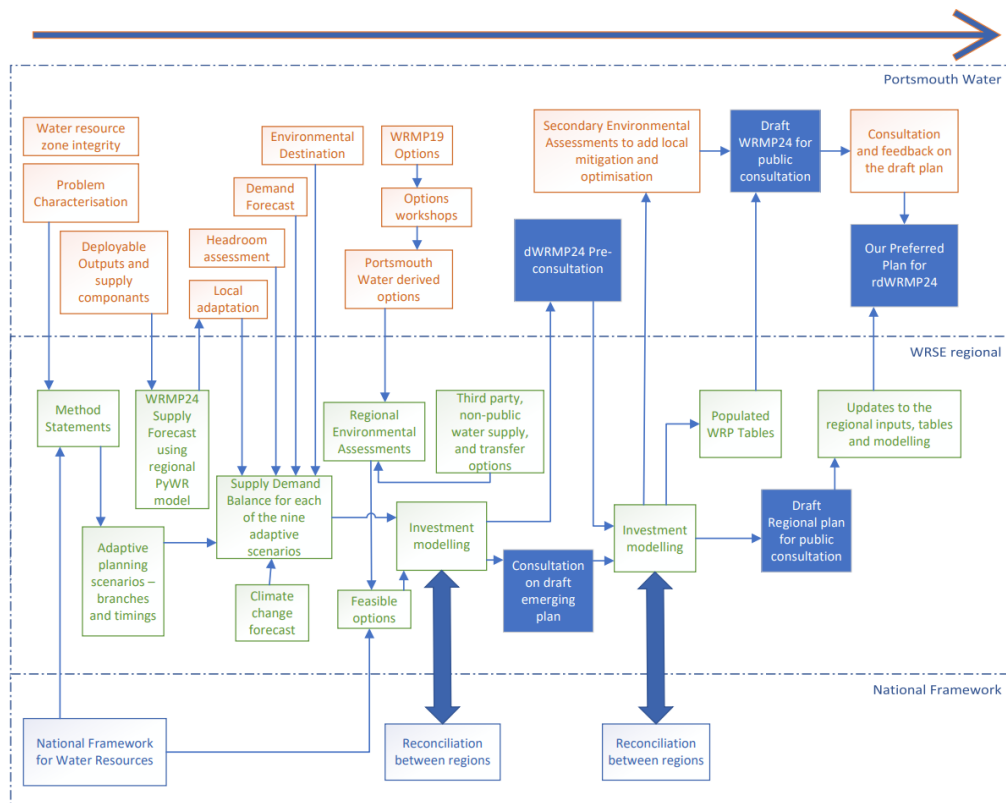 Portsmouth Water
Water resource
zone integrity
Problem
Characterisation
Deployable
Outputs and
supply
componants
Environmental
Destination
Demand
Forecast
Headroom
assessment
Local
adaptation
WRMP19
Options
Options
workshops
Portsmouth
Water derived
options
dWRMP24 Pre-
consultation
Secondary Environmental
Assessments to add local
mitigation and
optimisation
Draft
WRMP24 for
public
consultation
Consultation
and feedback on
the draft plan
Our Preferred
Plan for
rdWRMP24
WRSE regional
Method
Statements
WRMP24
Supply
Forecast
using
regional
PyWR
model
Adaptive
planning
scenarios –
branches
and timings
Supply Demand
Balance for each
of the nine
adaptive
scenarios
Climate
change
forecast
Regional
Environmental
Assessments
Third party,
non-public
water supply,
and transfer
options
Feasible
options
Investment
modelling
Consultation
on draft
emerging
plan
Investment
modelling
Populated
WRP Tables
Draft
Regional plan
for public
consultation
Updates to the
regional inputs, tables
and modelling
National Framework
National Framework
for Water Resources
Reconciliation
between regions
Reconciliation
between regions